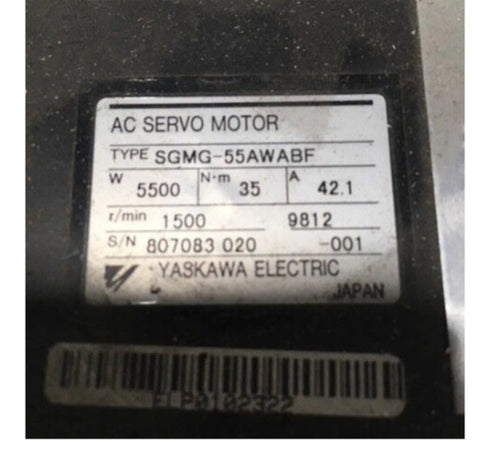 AC SERVO MOTOR
TYPE SGMG-55AWABF
W 5500 N·m 35 A 42.1
r/min 1500 9812
S/N 807083 020 -001
YASKAWA ELECTRIC
JAPAN
FLP0102322